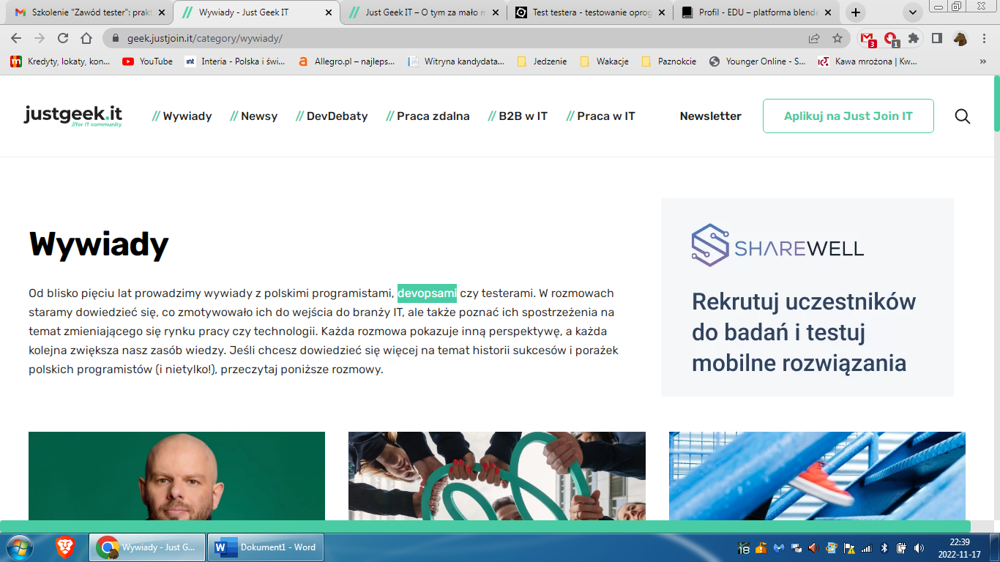 Szkolenie "Zawód tester": prakt
Wywiady - Just Geek IT
Just Geek IT – O tym za mało m
Test testera - testowanie oprog
Profil - EDU – platforma blende
geek.justjoin.it/category/wywiady/
3
1
Kredyty, lokaty, kon...
YouTube
int
Interia - Polska i świ...
a
Allegro.pl – najleps...
Witryna kandydata...
Jedzenie
Wakacje
Paznokcie
Younger Online - S...
Kawa mrożona | Kw...
»
justgeek.it
//for IT community
// Wywiady
// Newsy
// DevDebaty
// Praca zdalna
// B2B w IT
// Praca w IT
Newsletter
Aplikuj na Just Join IT
Wywiady
Od blisko pięciu lat prowadzimy wywiady z polskimi programistami, devopsami czy testerami. W rozmowach
staramy dowiedzieć się, co zmotywowało ich do wejścia do branży IT, ale także poznać ich spostrzeżenia na
temat zmieniającego się rynku pracy czy technologii. Każda rozmowa pokazuje inną perspektywę, a każda
kolejna zwiększa nasz zasób wiedzy. Jeśli chcesz dowiedzieć się więcej na temat historii sukcesów i porażek
polskich programistów (i nietylko!), przeczytaj poniższe rozmowy.
SHAREWELL
Rekrutuj uczestników
do badań i testuj
mobilne rozwiązania
Wywiady - Just G...
W
Dokument1 - Word
18
22:39
2022-11-17